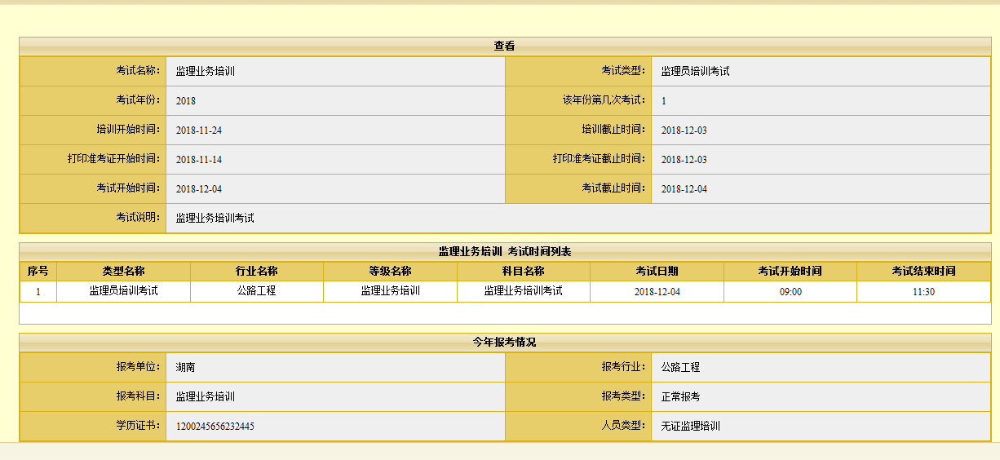 查看
考试名称： 监理业务培训 考试类型： 监理员培训考试
考试年份： 2018 该年份第几次考试： 1
培训开始时间： 2018-11-24 培训截止时间： 2018-12-03
打印准考证开始时间： 2018-11-14 打印准考证截止时间： 2018-12-03
考试开始时间： 2018-12-04 考试截止时间： 2018-12-04
考试说明： 监理业务培训考试
监理业务培训 考试时间列表
序号 类型名称 行业名称 等级名称 科目名称 考试日期 考试开始时间 考试结束时间
1 监理员培训考试 公路工程 监理业务培训 监理业务培训考试 2018-12-04 09:00 11:30
今年报考情况
报考单位： 湖南 报考行业： 公路工程
报考科目： 监理业务培训 报考类型： 正常报考
学历证书： 1200245656232445 人员类型： 无证监理培训